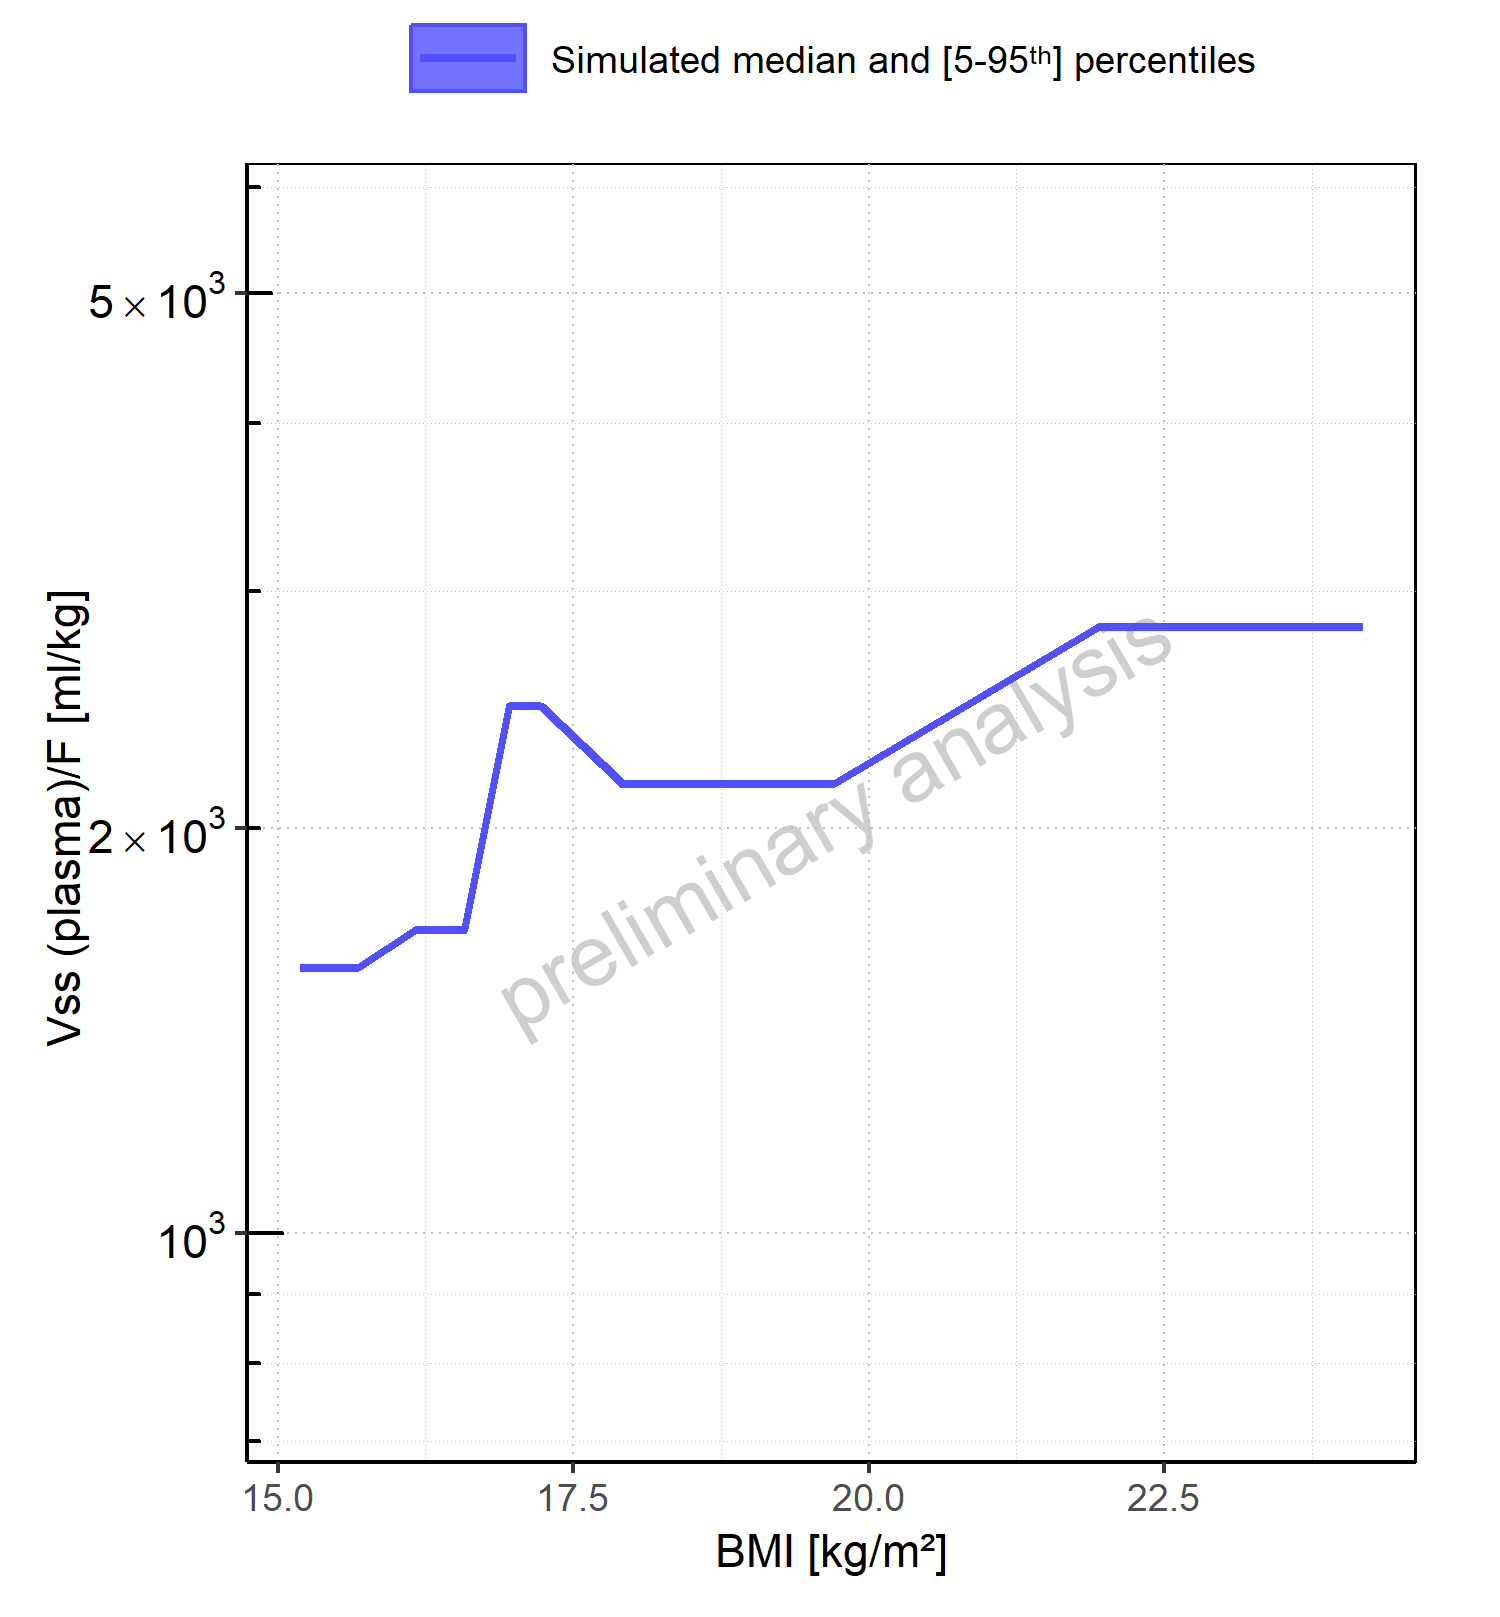 Simulated median and [5-95ᵗʰ] percentiles
5 × 10³
2 × 10³
10³
Vss (plasma)/F [ml/kg]
preliminary analysis
15.0 17.5 20.0 22.5
BMI [kg/m²]